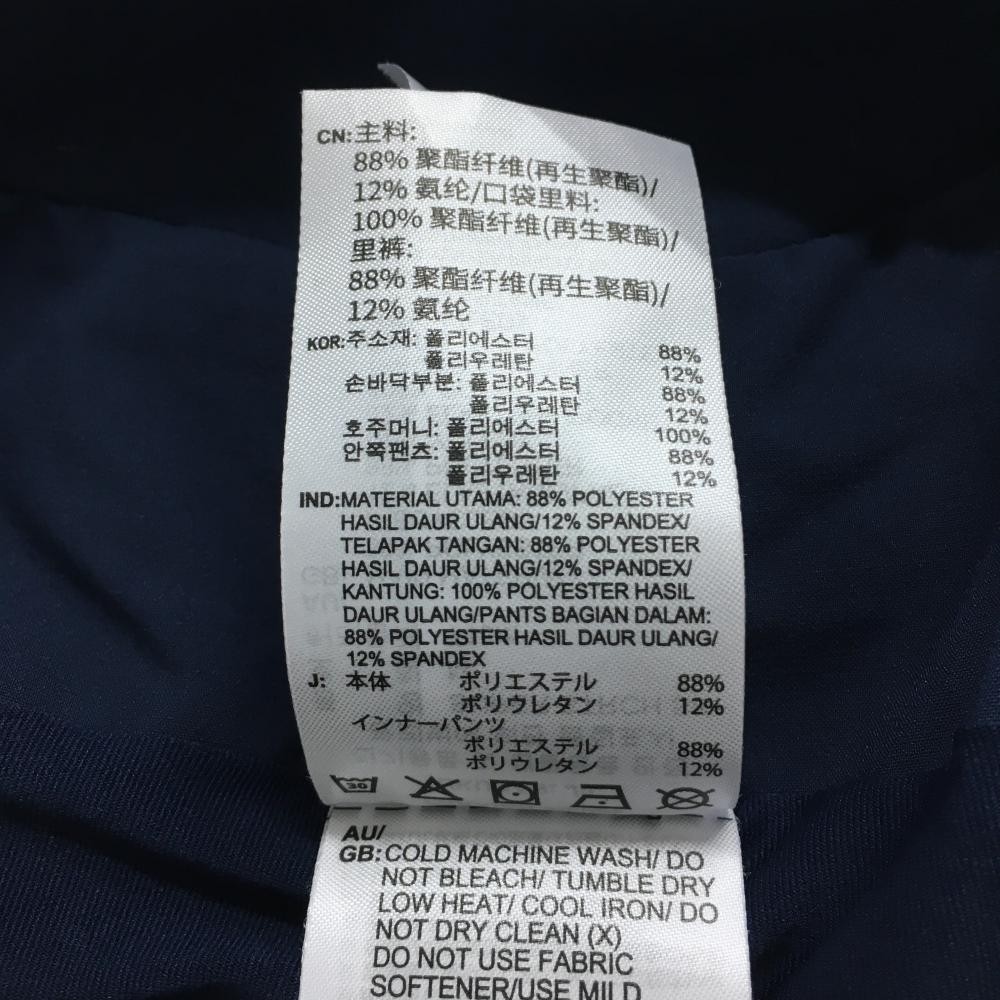 CN:主料:
88% 聚酯纤维(再生聚酯)/
12% 氨纶/口袋里料:
100% 聚酯纤维(再生聚酯)/
里裤:
88% 聚酯纤维(再生聚酯)/
12% 氨纶
KOR:주소재: 폴리에스터 88%
폴리우레탄 12%
손바닥부분: 폴리에스터 88%
폴리우레탄 12%
호주머니: 폴리에스터 100%
안쪽팬츠: 폴리에스터 88%
폴리우레탄 12%
IND:MATERIAL UTAMA: 88% POLYESTER
HASIL DAUR ULANG/12% SPANDEX/
TELAPAK TANGAN: 88% POLYESTER
HASIL DAUR ULANG/12% SPANDEX/
KANTUNG: 100% POLYESTER HASIL
DAUR ULANG/PANTS BAGIAN DALAM:
88% POLYESTER HASIL DAUR ULANG/
12% SPANDEX
J: 本体 ポリエステル 88%
ポリウレタン 12%
インナーパンツ
ポリエステル 88%
ポリウレタン 12%
30
AU/
GB:COLD MACHINE WASH/ DO
NOT BLEACH/ TUMBLE DRY
LOW HEAT/ COOL IRON/ DO
NOT DRY CLEAN (X)
DO NOT USE FABRIC
SOFTENER/USE MILD